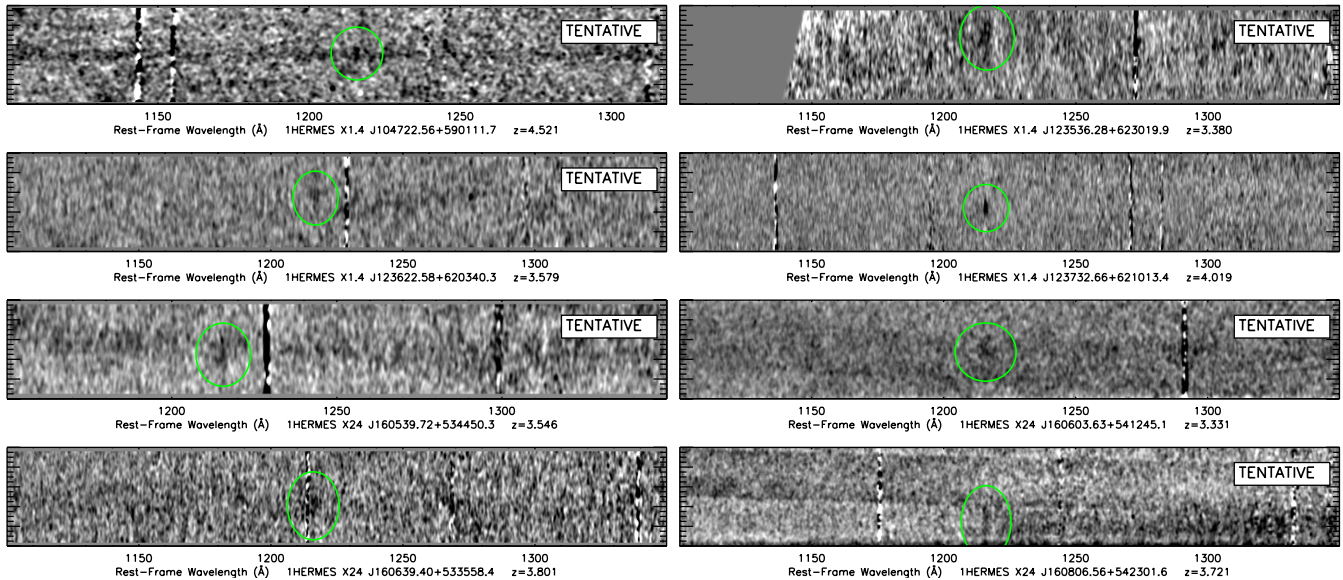 TENTATIVE
1150 1200 1250 1300
Rest-Frame Wavelength (Å) 1HERMES X1.4 J104722.56+590111.7 z=4.521
TENTATIVE
1150 1200 1250 1300
Rest-Frame Wavelength (Å) 1HERMES X1.4 J123536.28+623019.9 z=3.380
TENTATIVE
1150 1200 1250 1300
Rest-Frame Wavelength (Å) 1HERMES X1.4 J123622.58+620340.3 z=3.579
1150 1200 1250 1300
Rest-Frame Wavelength (Å) 1HERMES X1.4 J123732.66+621013.4 z=4.019
TENTATIVE
1200 1250 1300
Rest-Frame Wavelength (Å) 1HERMES X24 J160539.72+534450.3 z=3.546
TENTATIVE
1150 1200 1250 1300
Rest-Frame Wavelength (Å) 1HERMES X24 J160603.63+541245.1 z=3.331
1150 1200 1250 1300
Rest-Frame Wavelength (Å) 1HERMES X24 J160639.40+533558.4 z=3.801
TENTATIVE
1150 1200 1250 1300
Rest-Frame Wavelength (Å) 1HERMES X24 J160806.56+542301.6 z=3.721